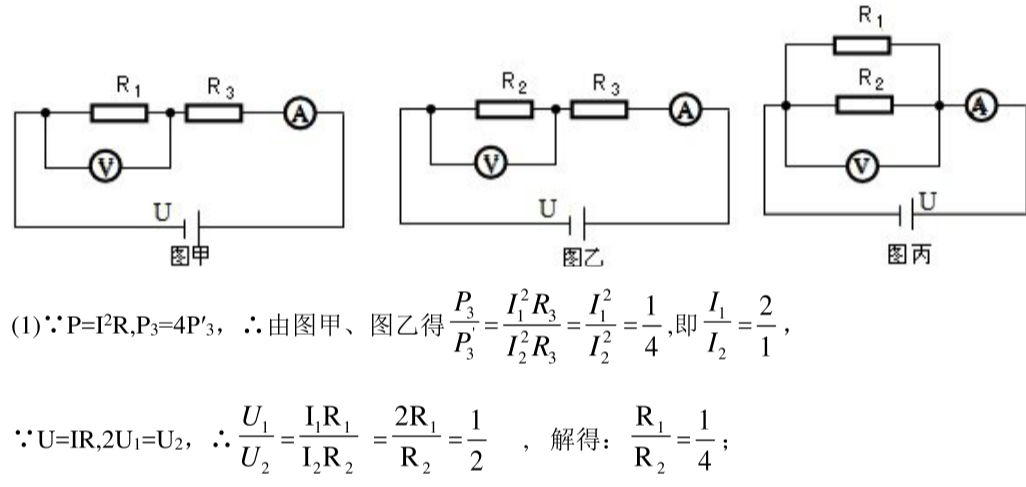 R₁ R₃ A V U 图甲
R₂ R₃ A V U 图乙
R₁ R₂ A V U 图丙
(1)∵P=I²R,P₃=4P′₃，∴由图甲、图乙得 P₃/P₃′ = I₁²R₃/I₂²R₃ = I₁²/I₂² = 1/4 ,即 I₁/I₂ = 2/1 ，
∵U=IR,2U₁=U₂，∴ U₁/U₂ = I₁R₁/I₂R₂ = 2R₁/R₂ = 1/2 ，解得：R₁/R₂ = 1/4 ；